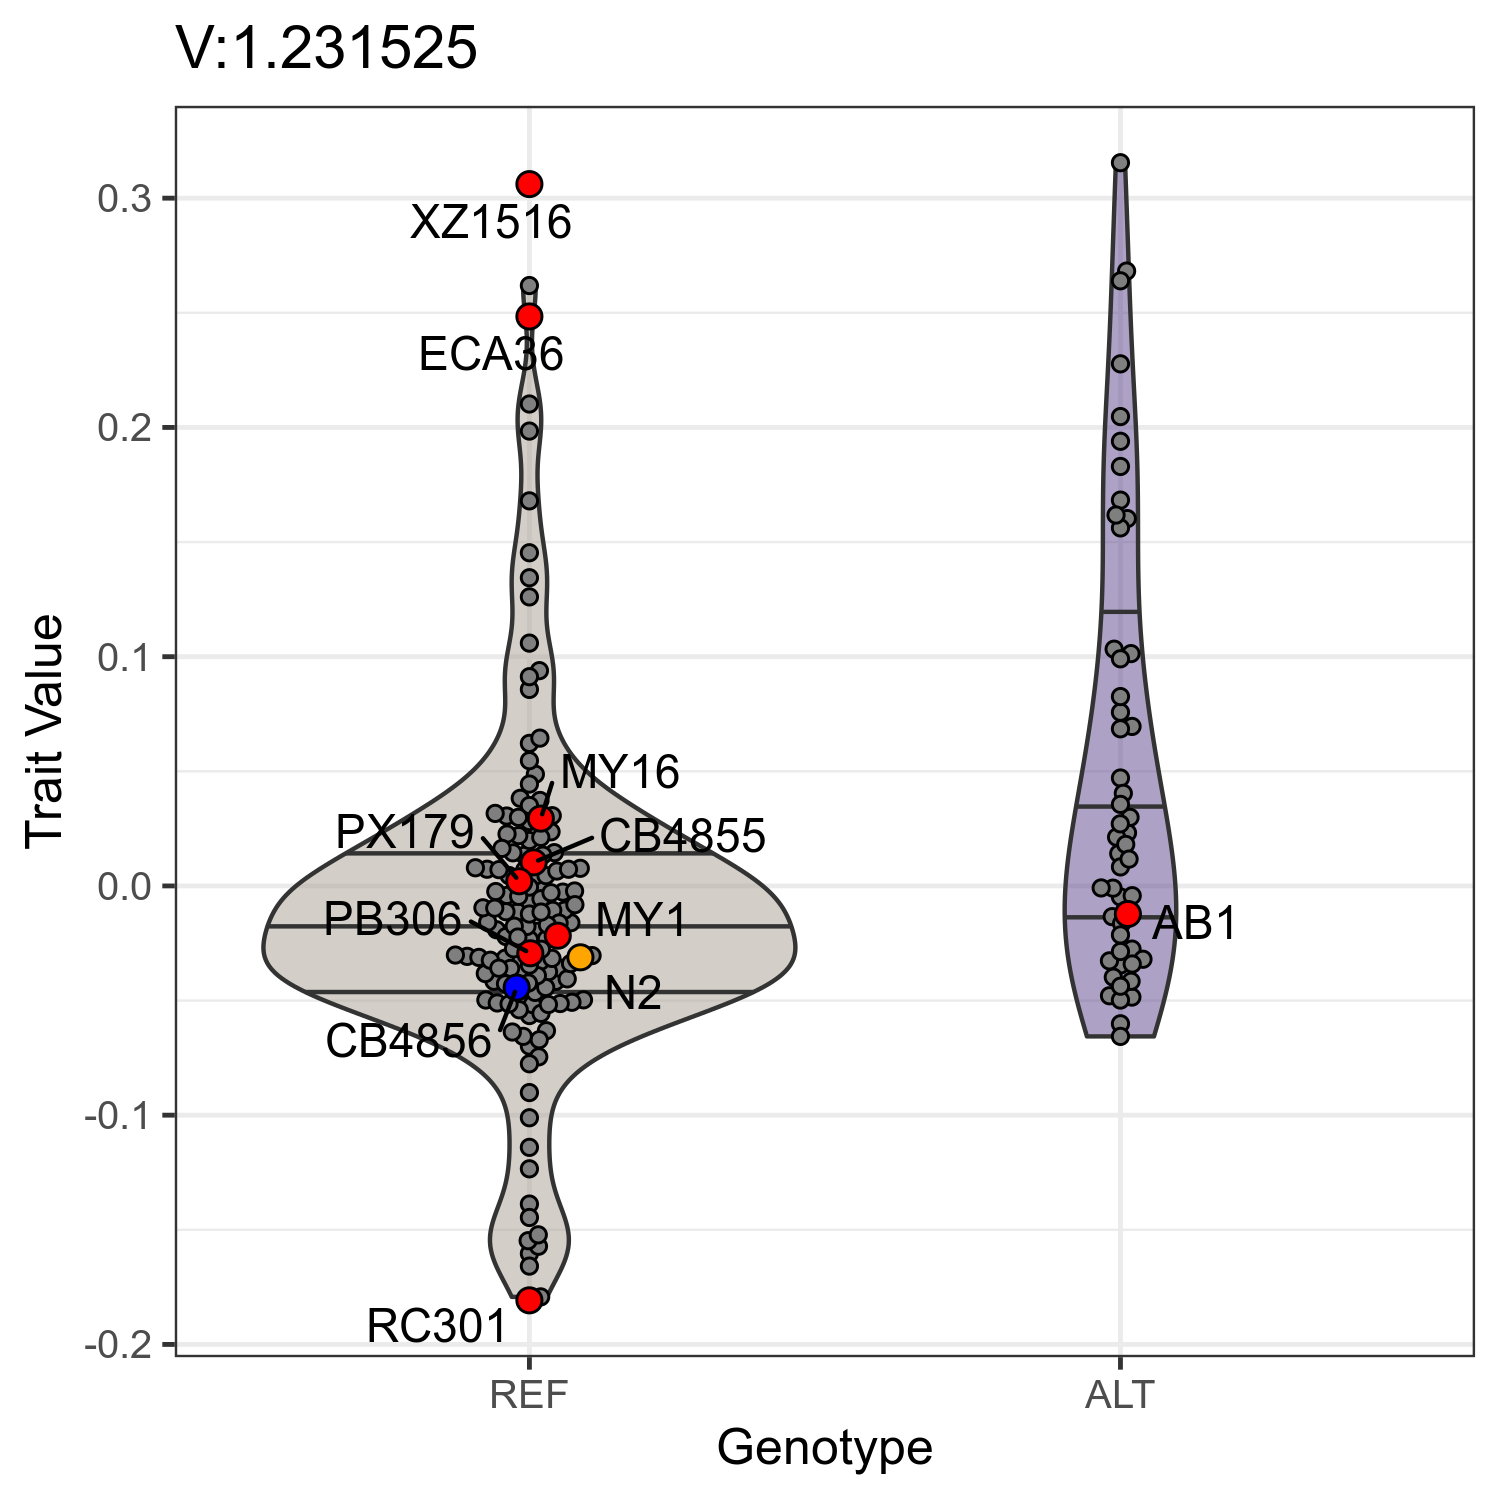 V:1.231525
0.3
0.2
0.1
0.0
-0.1
-0.2
Trait Value
XZ1516
ECA36
MY16
PX179
CB4855
PB306
MY1
AB1
N2
CB4856
RC301
REF
ALT
Genotype